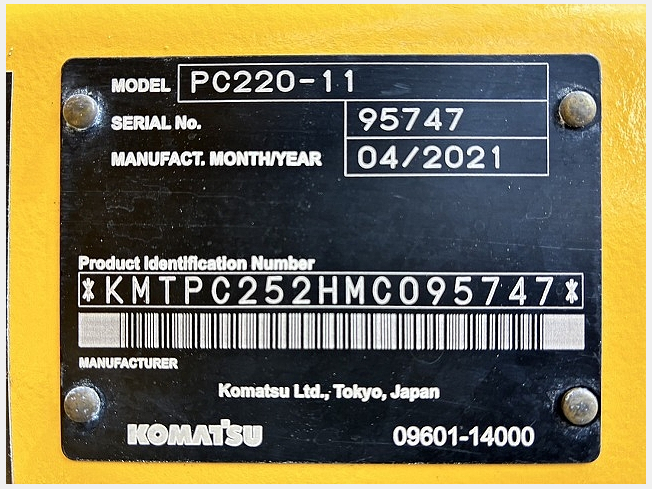 MODEL PC220-11
SERIAL No. 95747
MANUFACT. MONTH/YEAR 04/2021
Product Identification Number
*KMTPC252HMC095747*
MANUFACTURER
Komatsu Ltd., Tokyo, Japan
KOMATSU 09601-14000